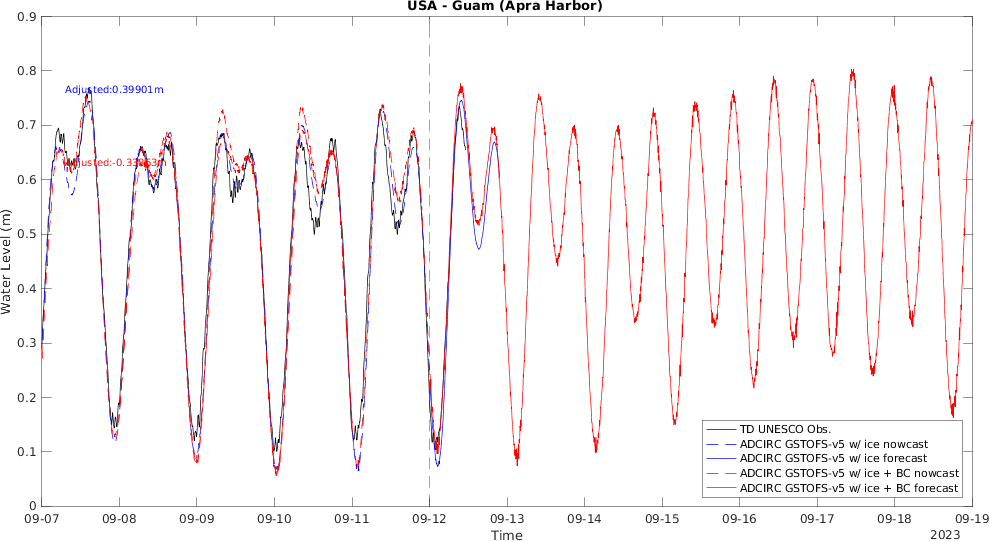 USA - Guam (Apra Harbor)
0.9
0.8
0.7
0.6
0.5
0.4
0.3
0.2
0.1
0
Water Level (m)
Adjusted:0.39901m
TD UNESCO Obs.
ADCIRC GSTOFS-v5 w/ ice nowcast
ADCIRC GSTOFS-v5 w/ ice forecast
ADCIRC GSTOFS-v5 w/ ice + BC nowcast
ADCIRC GSTOFS-v5 w/ ice + BC forecast
09-07 09-08 09-09 09-10 09-11 09-12 09-13 09-14 09-15 09-16 09-17 09-18 09-19
Time
2023